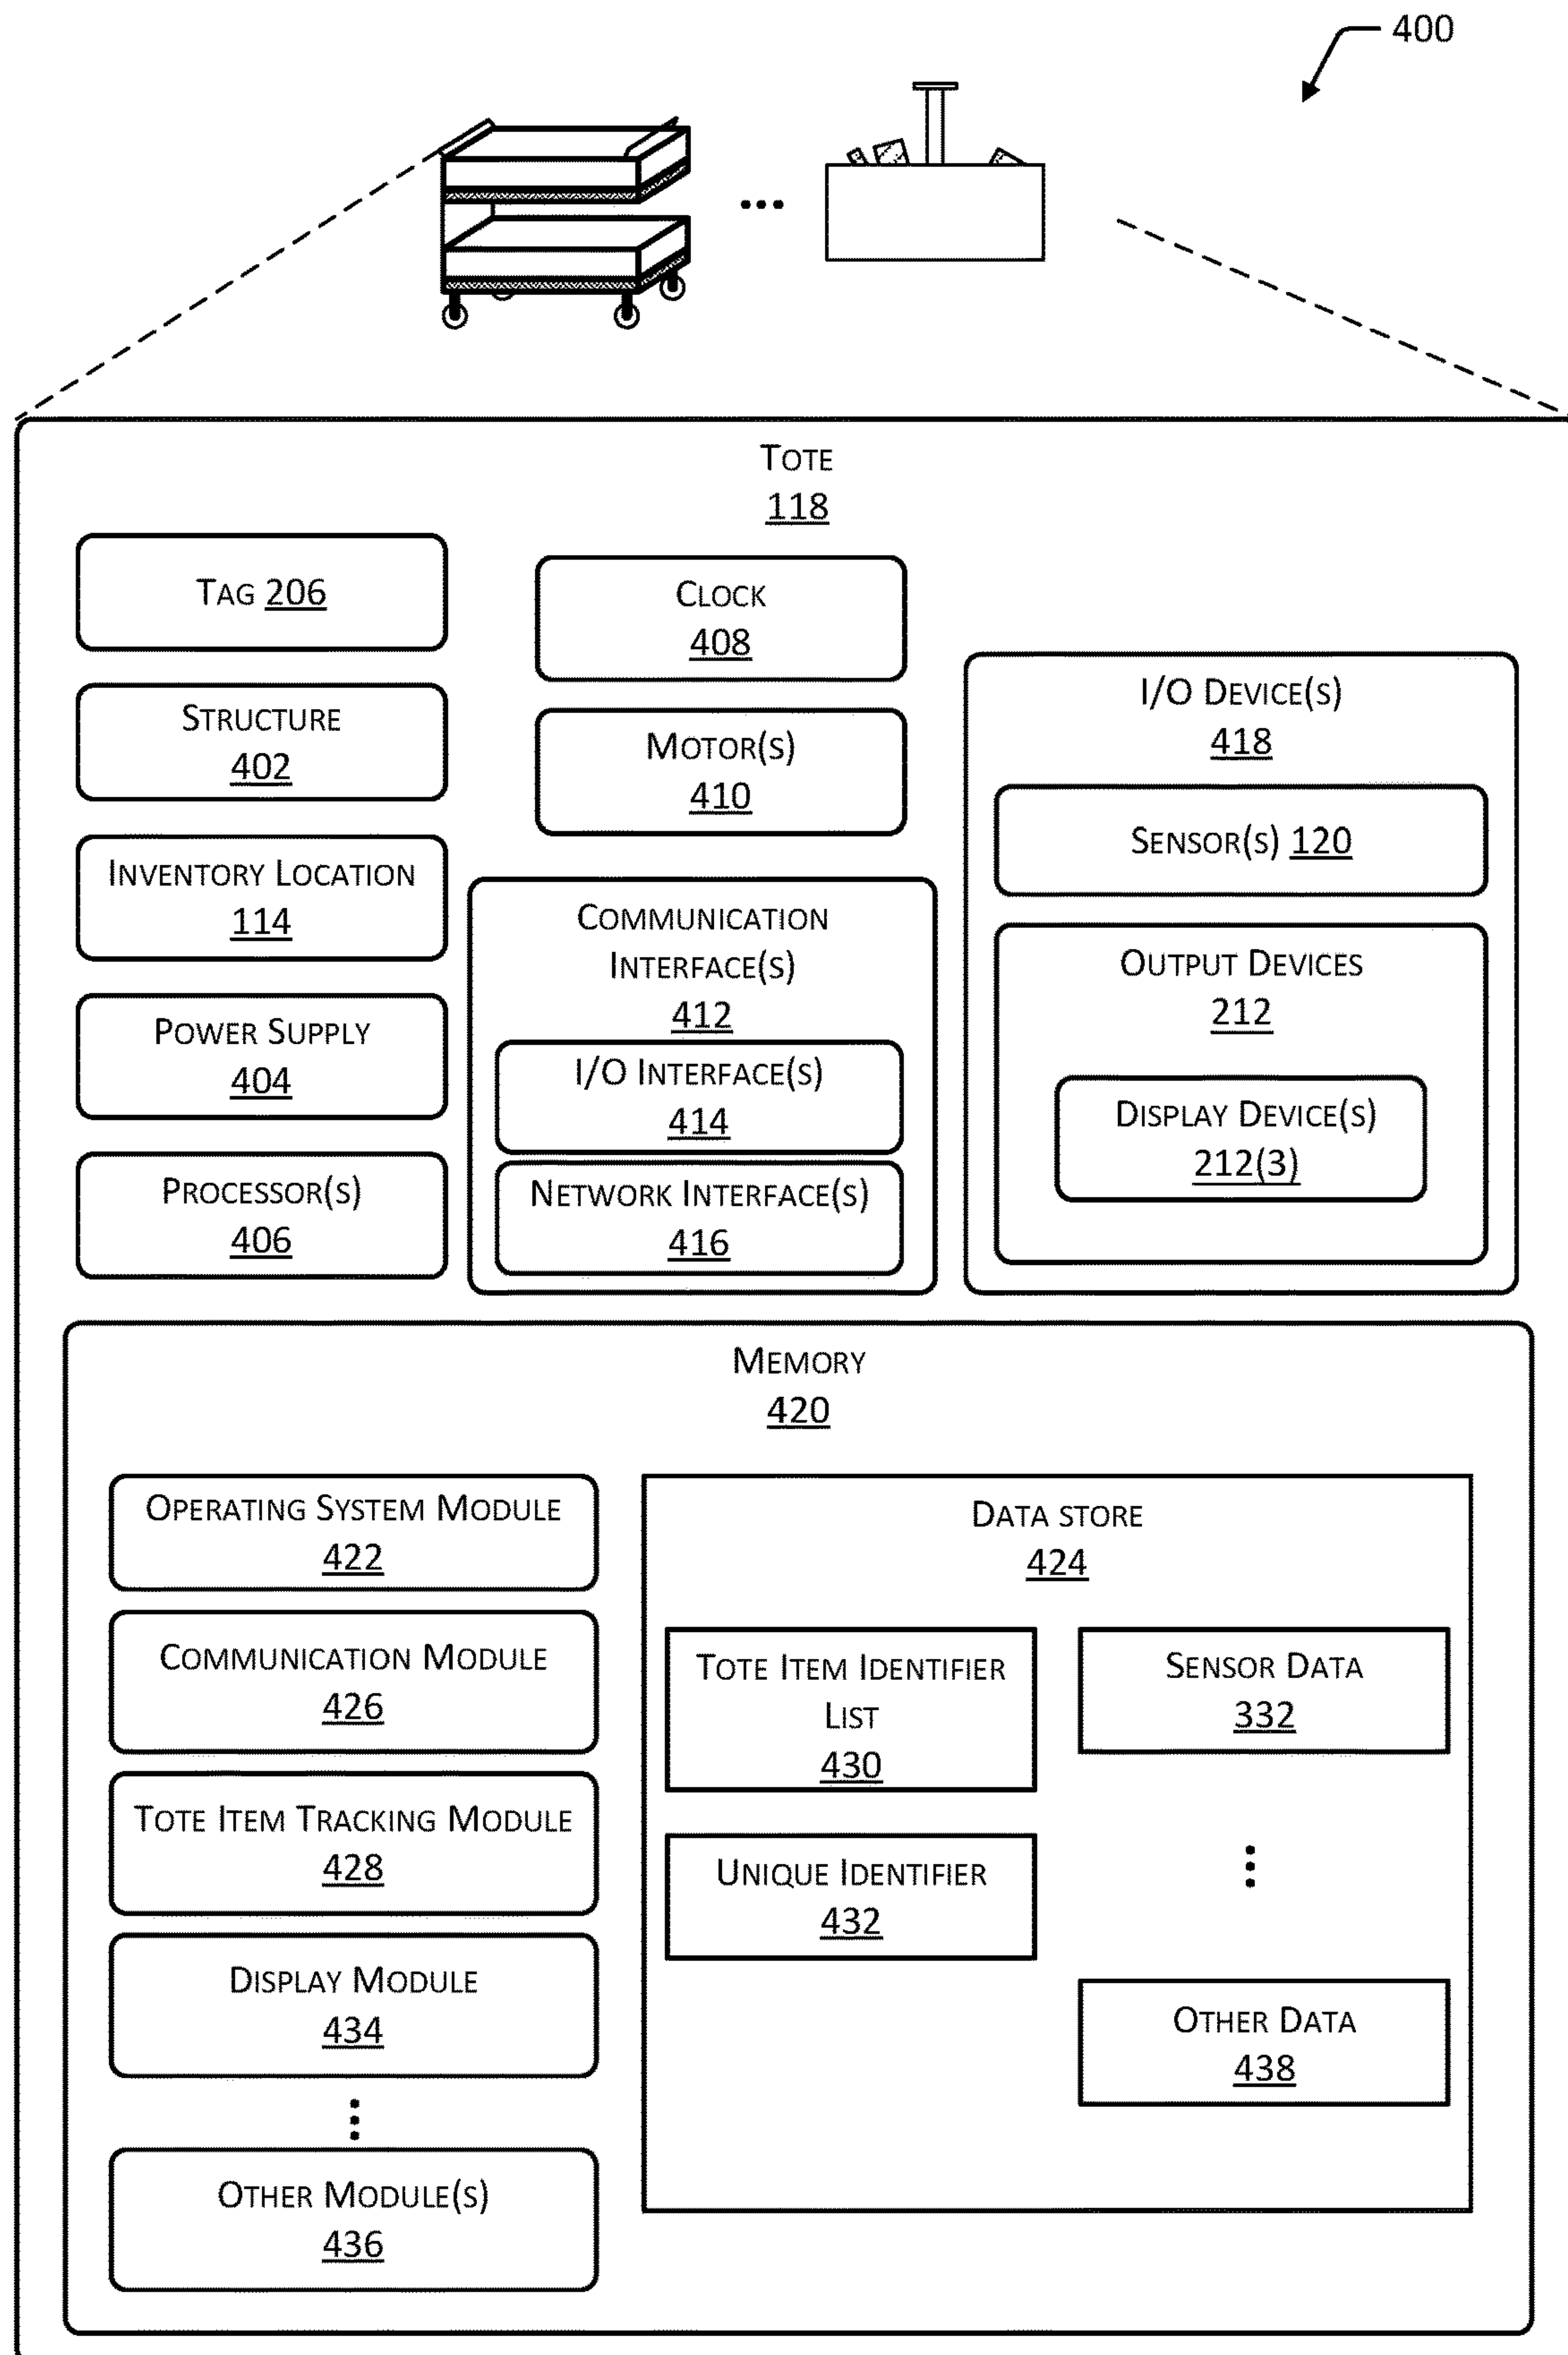 400
Tote
118
Tag 206
Structure
402
Inventory Location
114
Power Supply
404
Processor(s)
406
Clock
408
Motor(s)
410
Communication
Interface(s)
412
I/O Interface(s)
414
Network Interface(s)
416
I/O Device(s)
418
Sensor(s) 120
Output Devices
212
Display Device(s)
212(3)
Memory
420
Operating System Module
422
Communication Module
426
Tote Item Tracking Module
428
Display Module
434
Other Module(s)
436
Data store
424
Tote Item Identifier
List
430
Unique Identifier
432
Sensor Data
332
Other Data
438